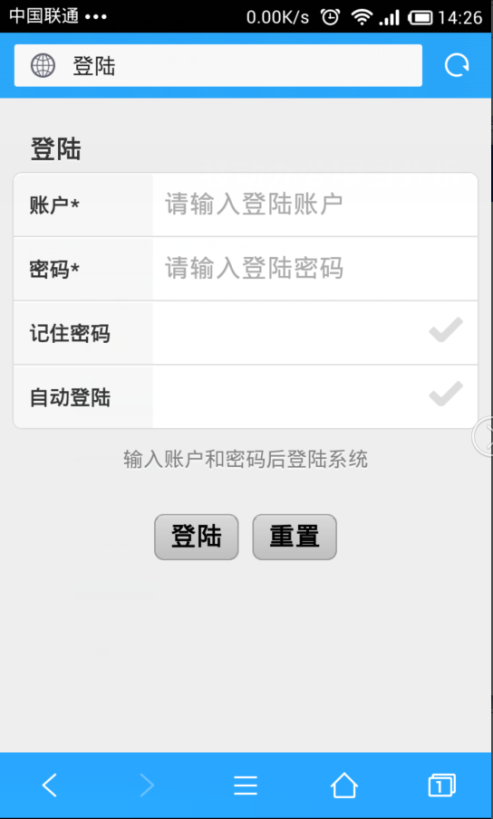 中国联通 ••• 0.00K/s 14:26
登陆
登陆
账户* 请输入登陆账户
密码* 请输入登陆密码
记住密码
自动登陆
输入账户和密码后登陆系统
登陆 重置
1